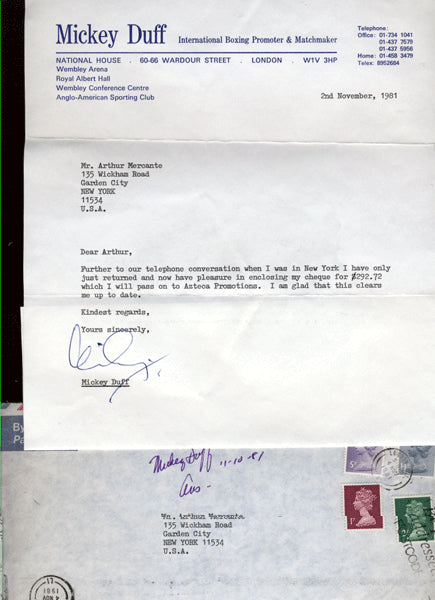 Mickey Duff International Boxing Promoter & Matchmaker
Telephone:
Office: 01-734 1041
01-437 7579
01-437 5956
Home: 01-458 3479
Telex: 8952684
NATIONAL HOUSE . 60-66 WARDOUR STREET . LONDON . W1V 3HP
Wembley Arena
Royal Albert Hall
Wembley Conference Centre
Anglo-American Sporting Club
2nd November, 1981
Mr. Arthur Mercante
135 Wickham Road
Garden City
NEW YORK
11534
U.S.A.
Dear Arthur,
Further to our telephone conversation when I was in New York I have only
just returned and now have pleasure in enclosing my cheque for $292.72
which I will pass on to Azteca Promotions. I am glad that this clears
me up to date.
Kindest regards,
Yours sincerely,
Mickey Duff
By
Pa
Mickey Duff 11-10-81
Mr. Arthur Mercante
135 Wickham Road
Garden City
New York 11534
U.S.A.
1981